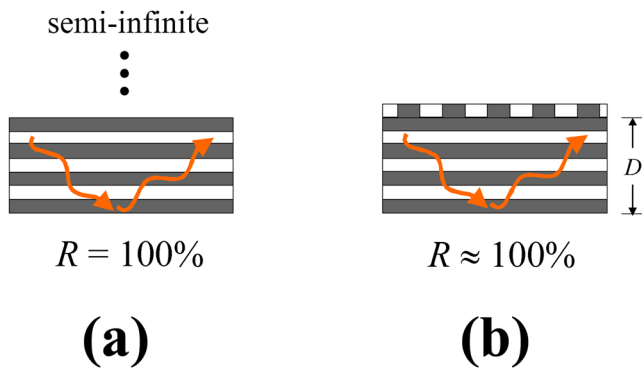 semi-infinite
D
R = 100%
R ≈ 100%
(a)
(b)